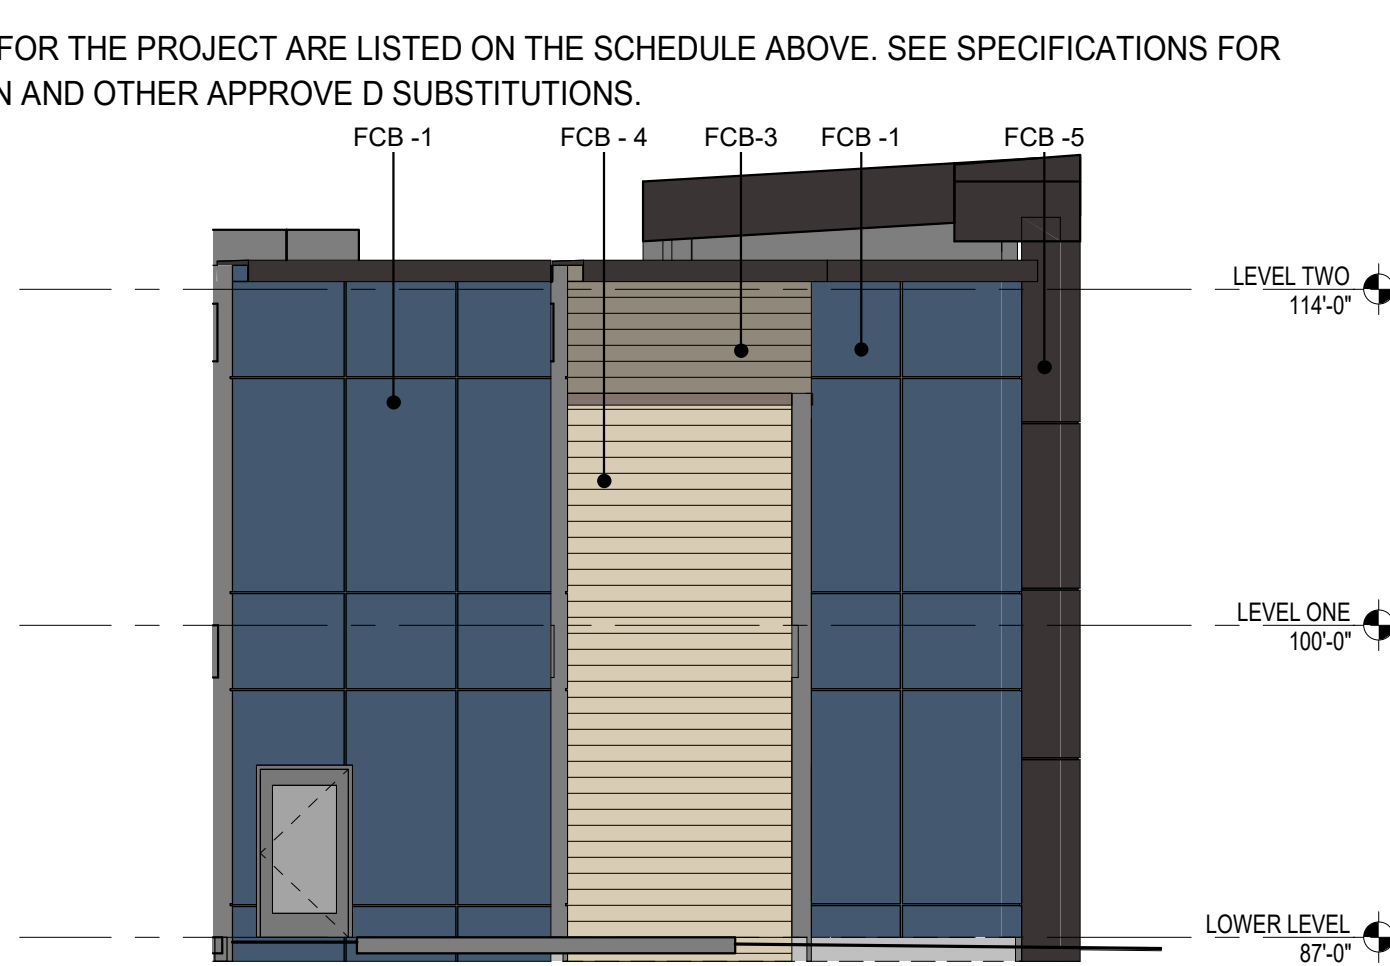 FOR THE PROJECT ARE LISTED ON THE SCHEDULE ABOVE. SEE SPECIFICATIONS FOR
N AND OTHER APPROVE D SUBSTITUTIONS.
FCB -1 FCB - 4 FCB-3 FCB -1 FCB -5
LEVEL TWO
114'-0"
LEVEL ONE
100'-0"
LOWER LEVEL
87'-0"